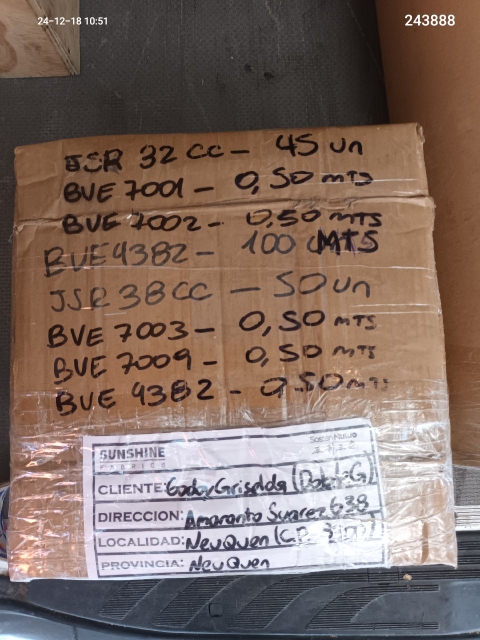 24-12-18 10:51
243888
JSR 32 CC - 45 un
BVE 7001 - 0,50 mts
BVE 7002 - 0,50 MTS
BVE 4382 - 100 MTS
JSR 38 CC - 50 un
BVE 7003 - 0,50 MTS
BVE 7009 - 0,50 MTS
BVE 4382 - 0,50 MTS
SUNSHINE
FABRICS
CLIENTE: Godoy Griselda
DIRECCION: Amaranto Suarez 638
LOCALIDAD: NeuQuen (C.P.
PROVINCIA: NeuQuen